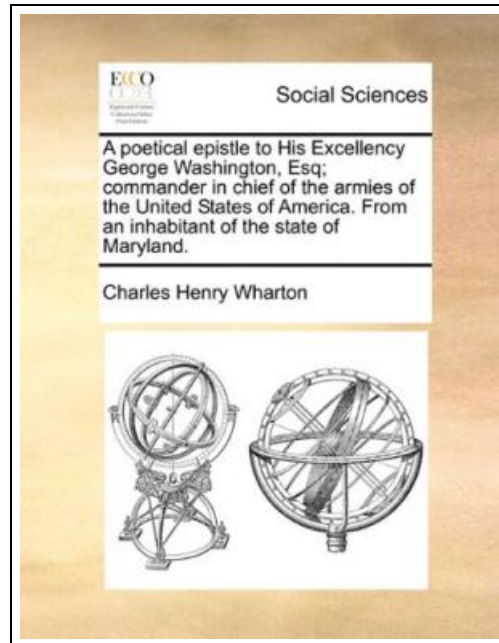 ECCO
Social Sciences
A poetical epistle to His Excellency
George Washington, Esq;
commander in chief of the armies of
the United States of America. From
an inhabitant of the state of
Maryland.
Charles Henry Wharton